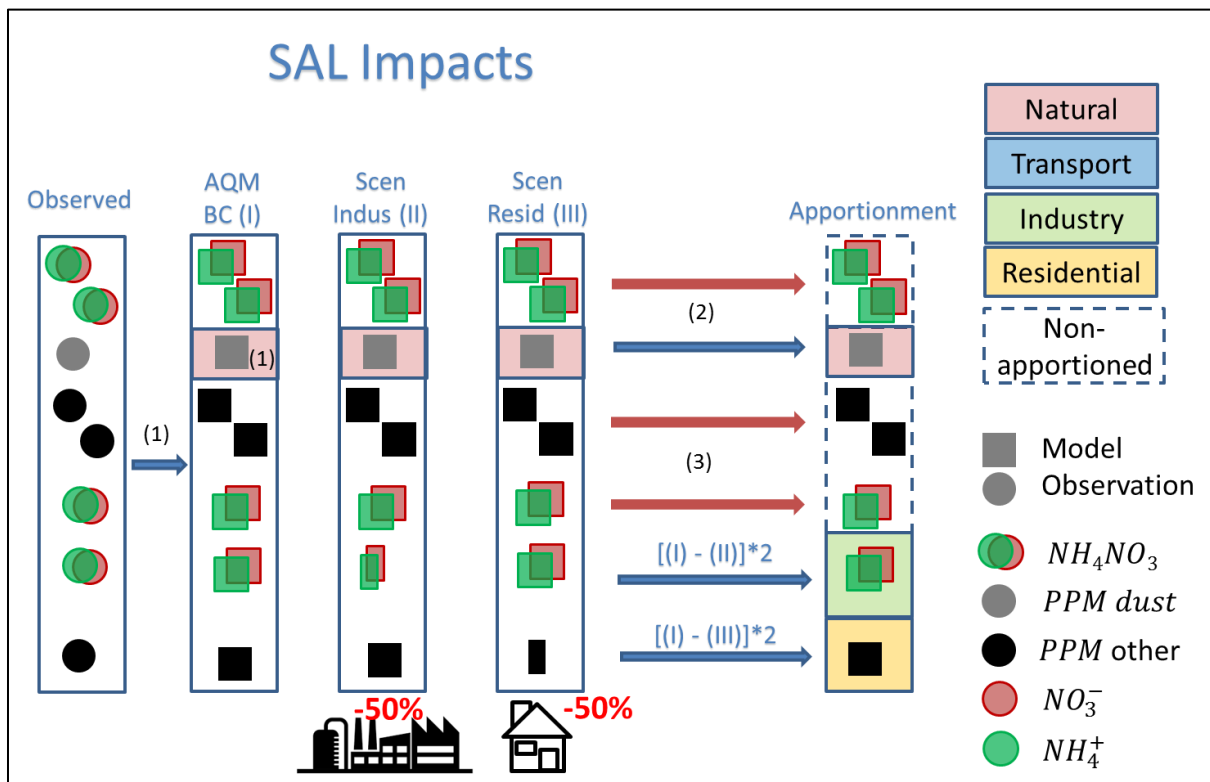 SAL Impacts
Observed
AQM
BC (I)
Scen
Indus (II)
Scen
Resid (III)
Apportionment
(1)
(1)
(2)
(3)
[(I) - (II)]*2
[(I) - (III)]*2
-50%
-50%
Natural
Transport
Industry
Residential
Non-
apportioned
Model
Observation
NH₄NO₃
PPM dust
PPM other
NO₃⁻
NH₄⁺